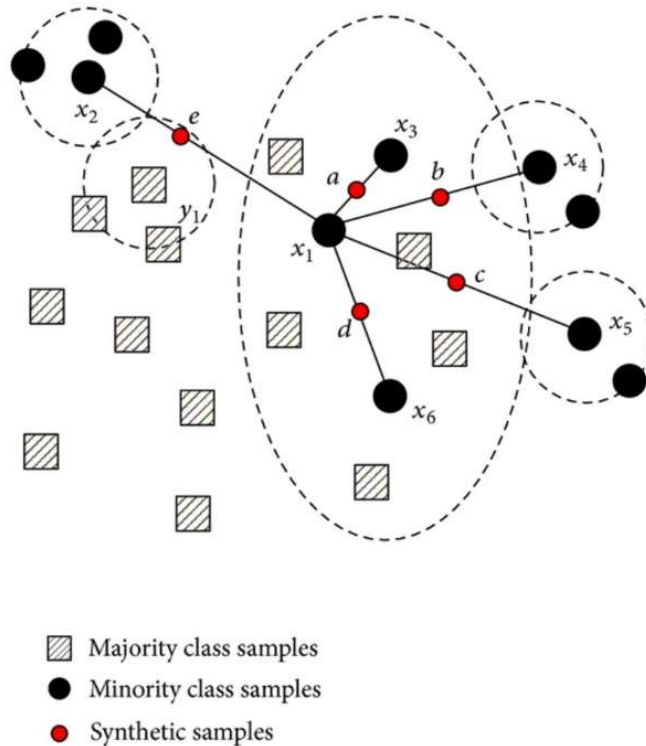 x₂
e
x₃
a
b
x₄
y₁
x₁
c
d
x₅
x₆
Majority class samples
Minority class samples
Synthetic samples